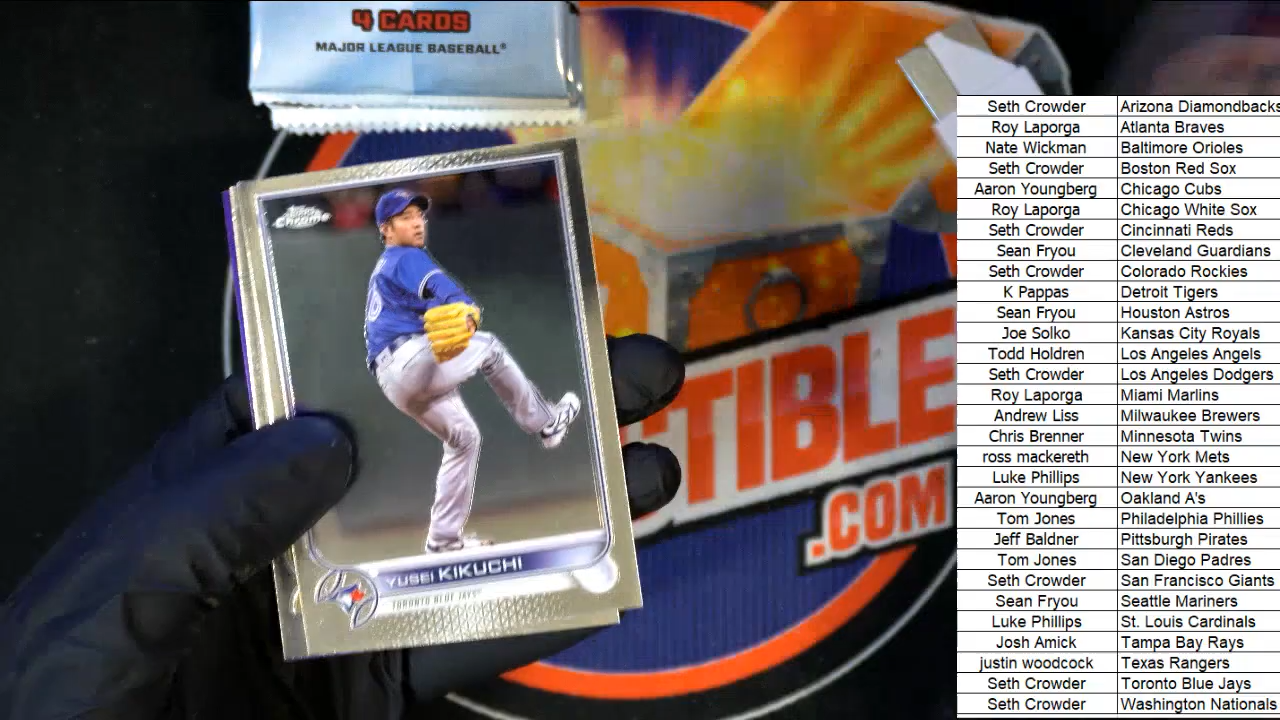 4 CARDS
MAJOR LEAGUE BASEBALL®
Topps
Chrome
YUSEI KIKUCHI
TORONTO BLUE JAYS
TIBLE
.COM
Seth Crowder Arizona Diamondbacks
Roy Laporga Atlanta Braves
Nate Wickman Baltimore Orioles
Seth Crowder Boston Red Sox
Aaron Youngberg Chicago Cubs
Roy Laporga Chicago White Sox
Seth Crowder Cincinnati Reds
Sean Fryou Cleveland Guardians
Seth Crowder Colorado Rockies
K Pappas Detroit Tigers
Sean Fryou Houston Astros
Joe Solko Kansas City Royals
Todd Holdren Los Angeles Angels
Seth Crowder Los Angeles Dodgers
Roy Laporga Miami Marlins
Andrew Liss Milwaukee Brewers
Chris Brenner Minnesota Twins
ross mackereth New York Mets
Luke Phillips New York Yankees
Aaron Youngberg Oakland A's
Tom Jones Philadelphia Phillies
Jeff Baldner Pittsburgh Pirates
Tom Jones San Diego Padres
Seth Crowder San Francisco Giants
Sean Fryou Seattle Mariners
Luke Phillips St. Louis Cardinals
Josh Amick Tampa Bay Rays
justin woodcock Texas Rangers
Seth Crowder Toronto Blue Jays
Seth Crowder Washington Nationals